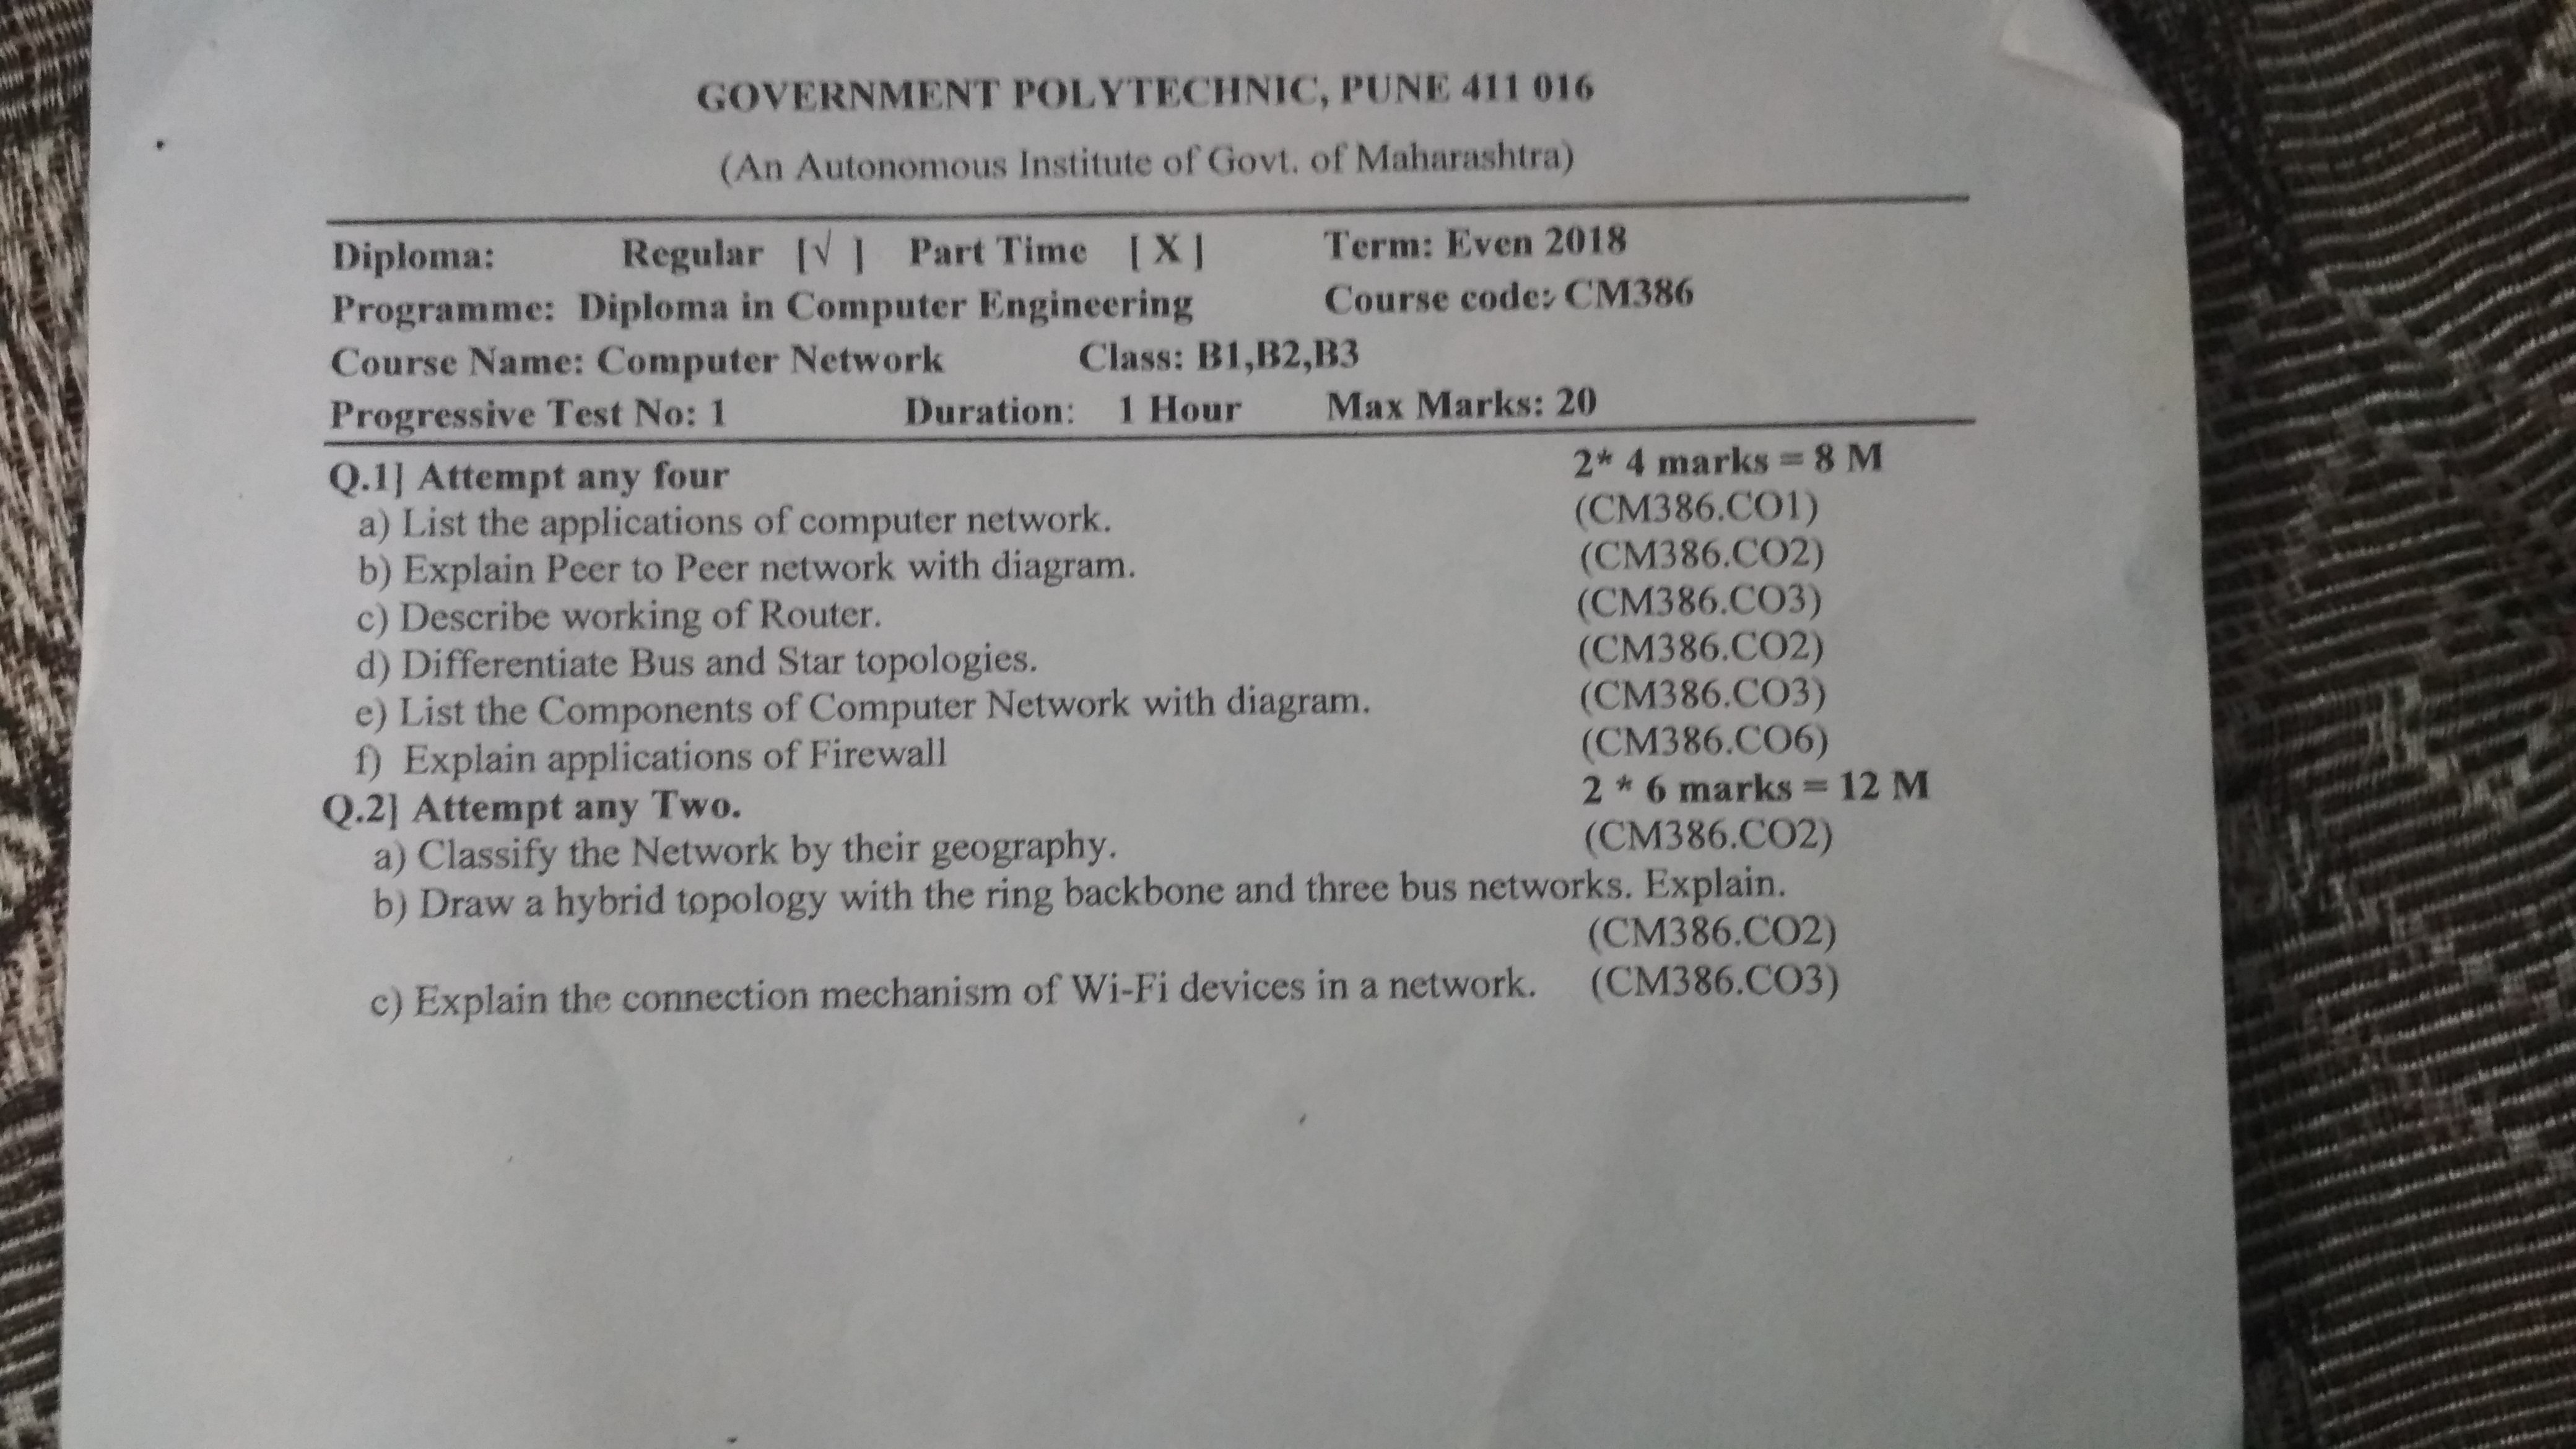 GOVERNMENT POLYTECHNIC, PUNE 411 016
(An Autonomous Institute of Govt. of Maharashtra)
Diploma: Regular [√ ] Part Time [ X ] Term: Even 2018
Programme: Diploma in Computer Engineering Course code:- CM386
Course Name: Computer Network Class: B1,B2,B3
Progressive Test No: 1 Duration: 1 Hour Max Marks: 20
Q.1] Attempt any four 2* 4 marks = 8 M
a) List the applications of computer network. (CM386.CO1)
b) Explain Peer to Peer network with diagram. (CM386.CO2)
c) Describe working of Router. (CM386.CO3)
d) Differentiate Bus and Star topologies. (CM386.CO2)
e) List the Components of Computer Network with diagram. (CM386.CO3)
f) Explain applications of Firewall (CM386.CO6)
Q.2] Attempt any Two. 2 * 6 marks = 12 M
a) Classify the Network by their geography. (CM386.CO2)
b) Draw a hybrid topology with the ring backbone and three bus networks. Explain.
(CM386.CO2)
c) Explain the connection mechanism of Wi-Fi devices in a network. (CM386.CO3)